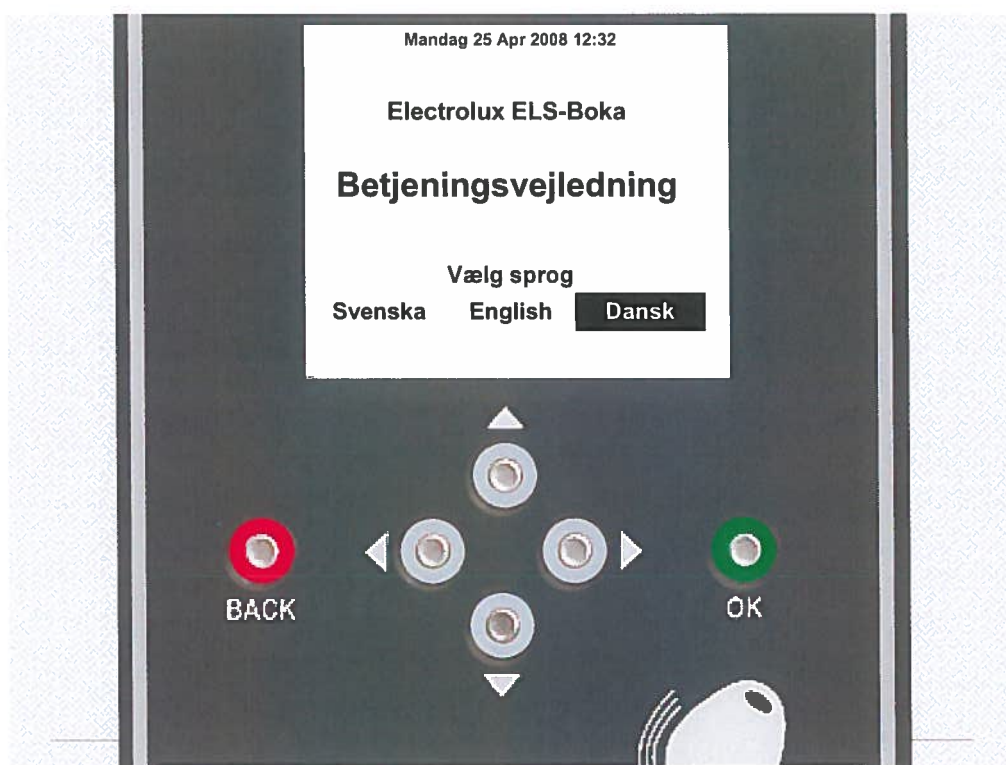 Mandag 25 Apr 2008 12:32
Electrolux ELS-Boka
Betjeningsvejledning
Vælg sprog
Svenska English Dansk
BACK
OK